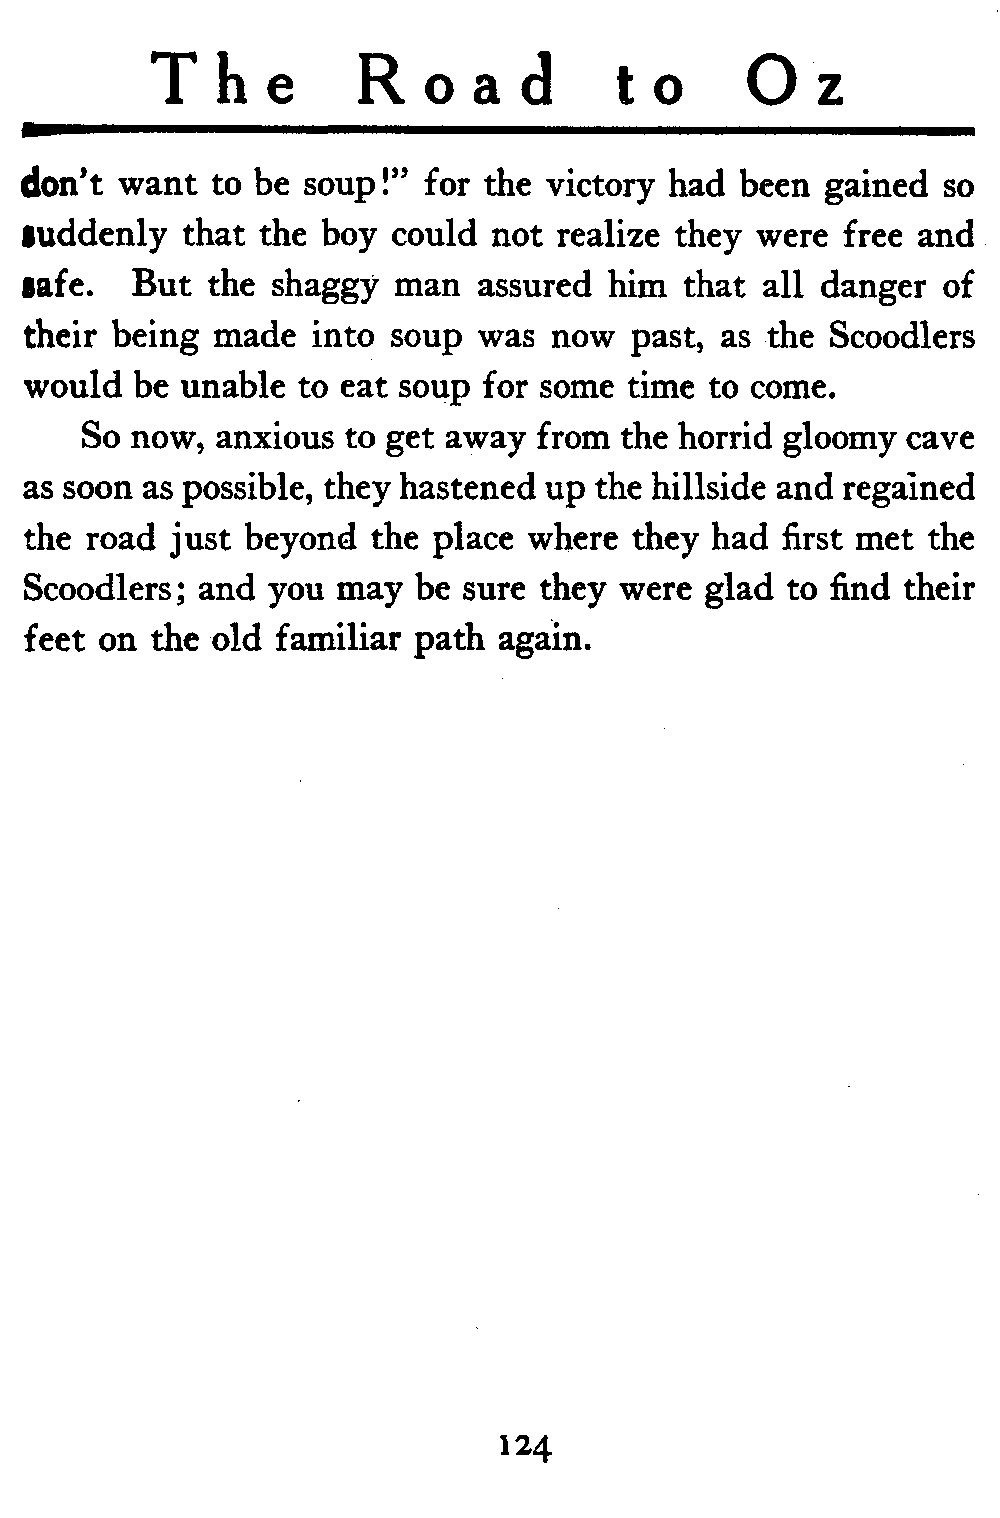 The Road to Oz
don't want to be soup!" for the victory had been gained so
suddenly that the boy could not realize they were free and
safe. But the shaggy man assured him that all danger of
their being made into soup was now past, as the Scoodlers
would be unable to eat soup for some time to come.
So now, anxious to get away from the horrid gloomy cave
as soon as possible, they hastened up the hillside and regained
the road just beyond the place where they had first met the
Scoodlers; and you may be sure they were glad to find their
feet on the old familiar path again.
124